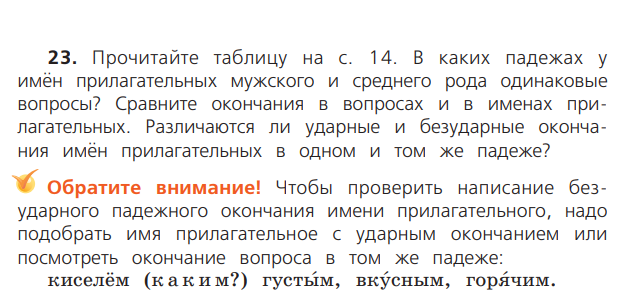 23. Прочитайте таблицу на с. 14. В каких падежах у
имён прилагательных мужского и среднего рода одинаковые
вопросы? Сравните окончания в вопросах и в именах при-
лагательных. Различаются ли ударные и безударные оконча-
ния имён прилагательных в одном и том же падеже?
Обратите внимание! Чтобы проверить написание без-
ударного падежного окончания имени прилагательного, надо
подобрать имя прилагательное с ударным окончанием или
посмотреть окончание вопроса в том же падеже:
киселём (к а к и м?) густы́м, вку́сным, горя́чим.